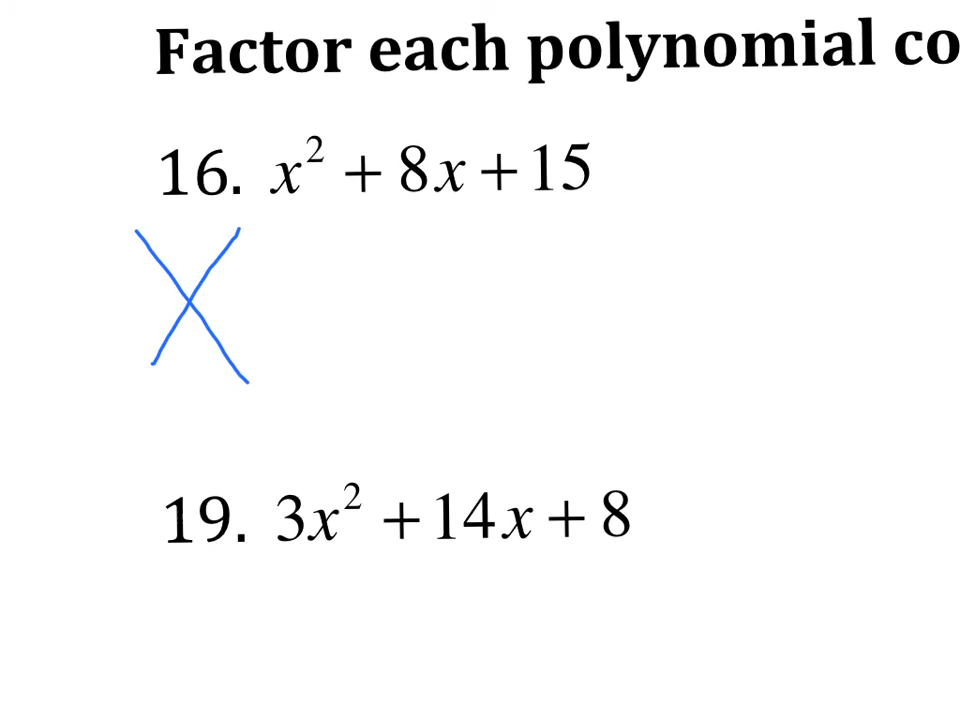 Factor each polynomial co
16. x² + 8x + 15
19. 3x² + 14x + 8